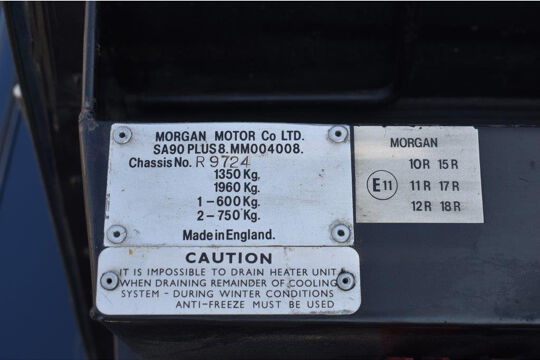 MORGAN MOTOR Co LTD.
SA90 PLUS 8. MM004008.
Chassis No. R 9724
1350 Kg.
1960 Kg.
1 - 600 Kg.
2 - 750 Kg.
Made in England.
MORGAN
10R 15R
E11 11R 17R
12R 18R
CAUTION
IT IS IMPOSSIBLE TO DRAIN HEATER UNIT
WHEN DRAINING REMAINDER OF COOLING
SYSTEM - DURING WINTER CONDITIONS
ANTI-FREEZE MUST BE USED